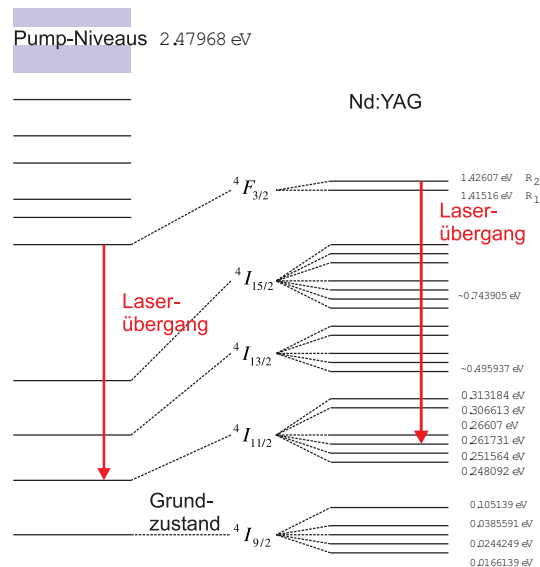 Pump-Niveaus 2.47968 eV
Nd:YAG
⁴F₃/₂
1.42607 eV R₂
1.41516 eV R₁
Laser-
übergang
⁴I₁₅/₂
~0.743905 eV
Laser-
übergang
⁴I₁₃/₂
~0.495937 eV
0.313184 eV
0.306613 eV
0.26607 eV
⁴I₁₁/₂
0.261731 eV
0.251564 eV
0.248092 eV
Grund-
zustand
0.105139 eV
0.0385591 eV
⁴I₉/₂
0.0244249 eV
0.0166139 eV